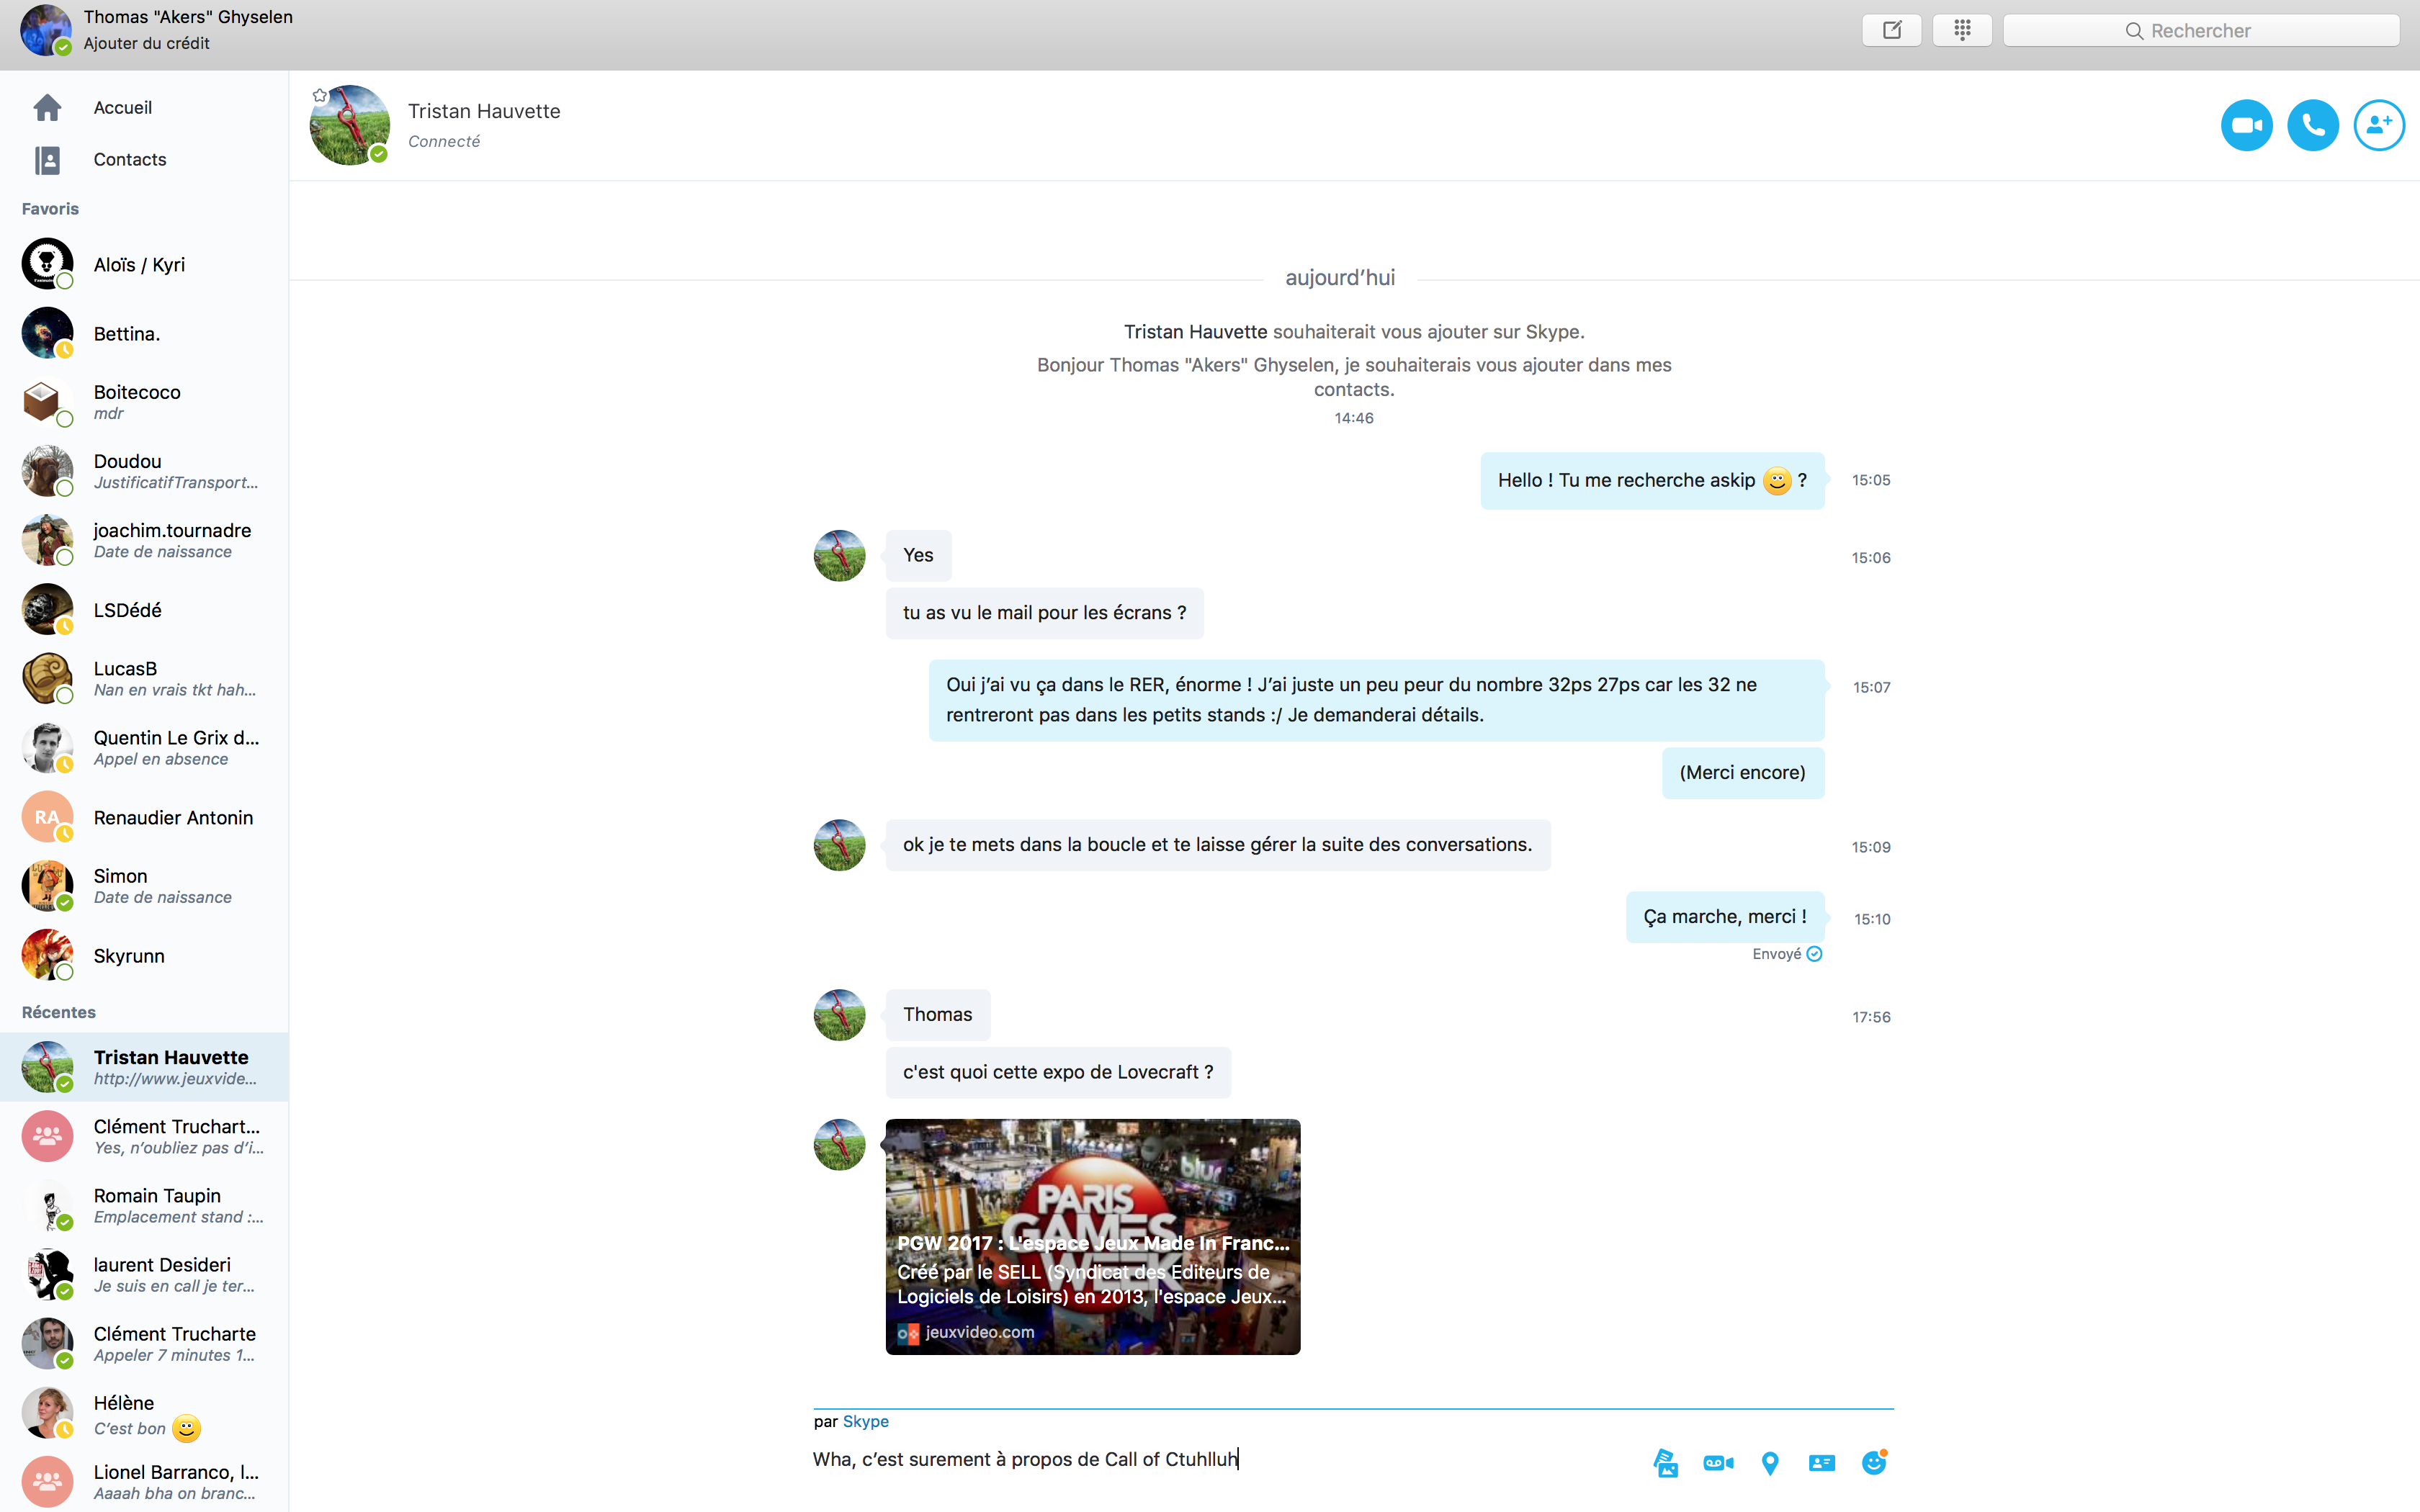 Thomas "Akers" Ghyselen
Ajouter du crédit
Rechercher
Accueil
Contacts
Favoris
Aloïs / Kyri
Bettina.
Boitecoco
mdr
Doudou
JustificatifTransport...
joachim.tournadre
Date de naissance
LSDédé
LucasB
Nan en vrais tkt hah...
Quentin Le Grix d...
Appel en absence
RA
Renaudier Antonin
Simon
Date de naissance
Skyrunn
Récentes
Tristan Hauvette
http://www.jeuxvide...
Clément Truchart...
Yes, n’oubliez pas d’i...
Romain Taupin
Emplacement stand :...
laurent Desideri
Je suis en call je ter...
Clément Trucharte
Appeler 7 minutes 1...
Hélène
C’est bon
Lionel Barranco, l...
Aaaah bha on branc...
Tristan Hauvette
Connecté
aujourd’hui
Tristan Hauvette souhaiterait vous ajouter sur Skype.
Bonjour Thomas "Akers" Ghyselen, je souhaiterais vous ajouter dans mes
contacts.
14:46
Hello ! Tu me recherche askip ?
15:05
Yes
15:06
tu as vu le mail pour les écrans ?
Oui j’ai vu ça dans le RER, énorme ! J’ai juste un peu peur du nombre 32ps 27ps car les 32 ne
rentreront pas dans les petits stands :/ Je demanderai détails.
15:07
(Merci encore)
ok je te mets dans la boucle et te laisse gérer la suite des conversations.
15:09
Ça marche, merci !
15:10
Envoyé
Thomas
17:56
c'est quoi cette expo de Lovecraft ?
blur
PARIS
GAMES
WEEK
PGW 2017 : L'espace Jeux Made In Franc...
Créé par le SELL (Syndicat des Editeurs de
Logiciels de Loisirs) en 2013, l'espace Jeux...
jeuxvideo.com
par Skype
Wha, c’est surement à propos de Call of Ctuhlluh